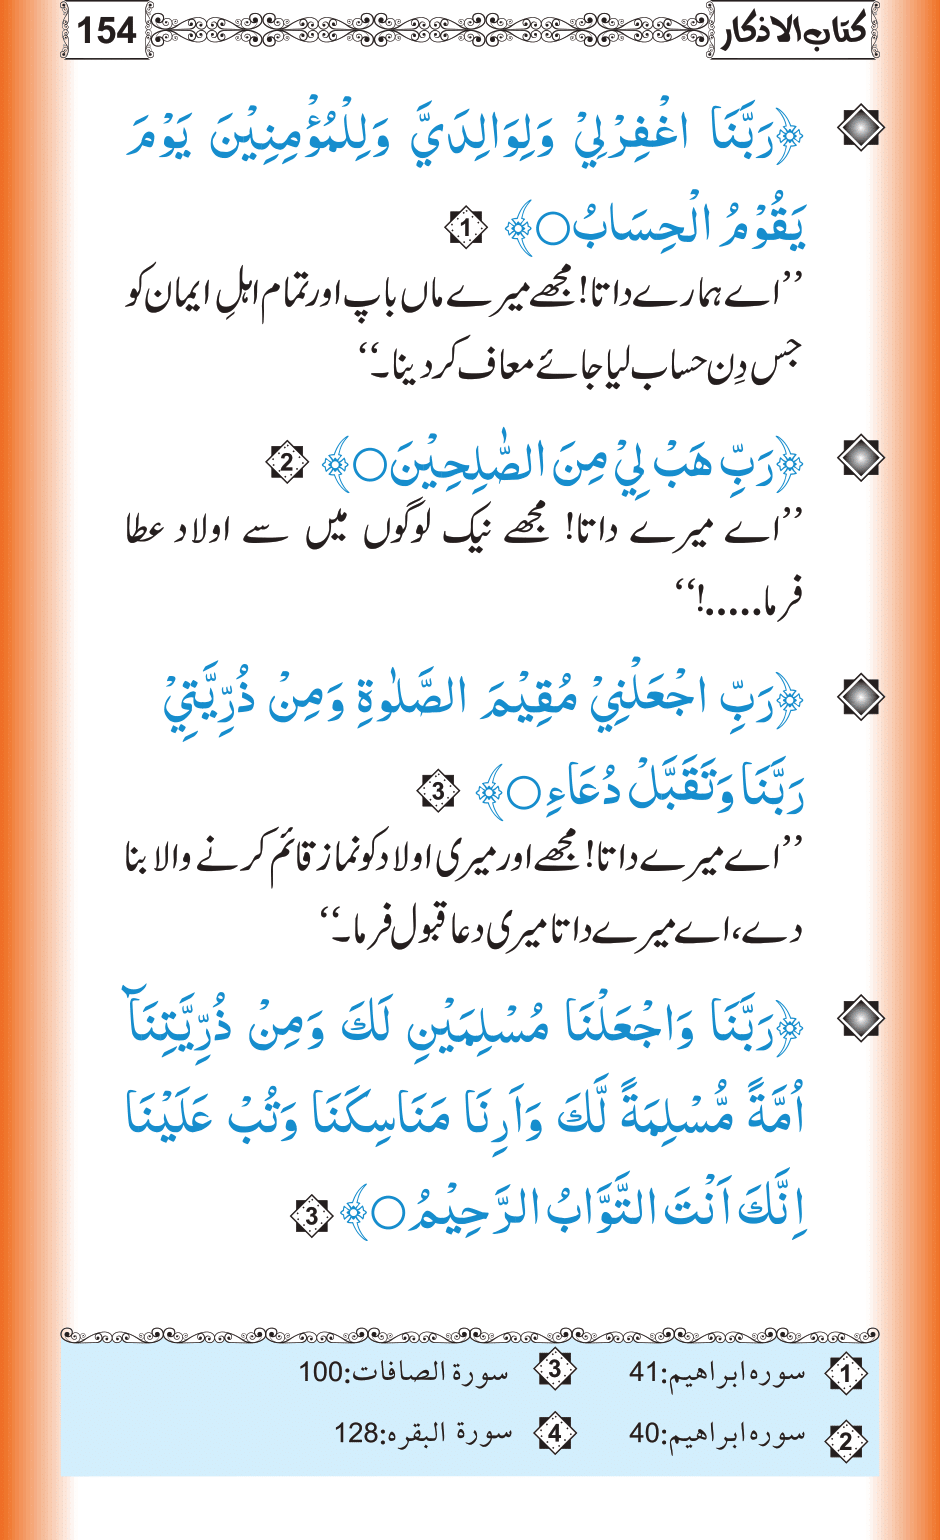 كتاب الاذكار 154
﴿رَبَّنَا اغْفِرْلِيْ وَلِوَالِدَيَّ وَلِلْمُؤْمِنِيْنَ يَوْمَ
يَقُوْمُ الْحِسَابُ○﴾ 1
’’اے ہمارے داتا! مجھے میرے ماں باپ اور تمام اہلِ ایمان کو
جس دِن حساب لیا جائے معاف کر دینا۔‘‘
﴿رَبِّ هَبْ لِيْ مِنَ الصّٰلِحِيْنَ○﴾ 2
’’اے میرے داتا! مجھے نیک لوگوں میں سے اولاد عطا
فرما.....!‘‘
﴿رَبِّ اجْعَلْنِيْ مُقِيْمَ الصَّلٰوةِ وَمِنْ ذُرِّيَّتِيْ
رَبَّنَا وَتَقَبَّلْ دُعَاءِ○﴾ 3
’’اے میرے داتا! مجھے اور میری اولاد کو نماز قائم کرنے والا بنا
دے، اے میرے داتا میری دعا قبول فرما۔‘‘
﴿رَبَّنَا وَاجْعَلْنَا مُسْلِمَيْنِ لَكَ وَمِنْ ذُرِّيَّتِنَآ
اُمَّةً مُّسْلِمَةً لَّكَ وَاَرِنَا مَنَاسِكَنَا وَتُبْ عَلَيْنَا
اِنَّكَ اَنْتَ التَّوَّابُ الرَّحِيْمُ○﴾ 3
1 سورہ ابراھیم:41 3 سورة الصافات:100
2 سورہ ابراھیم:40 4 سورة البقرہ:128